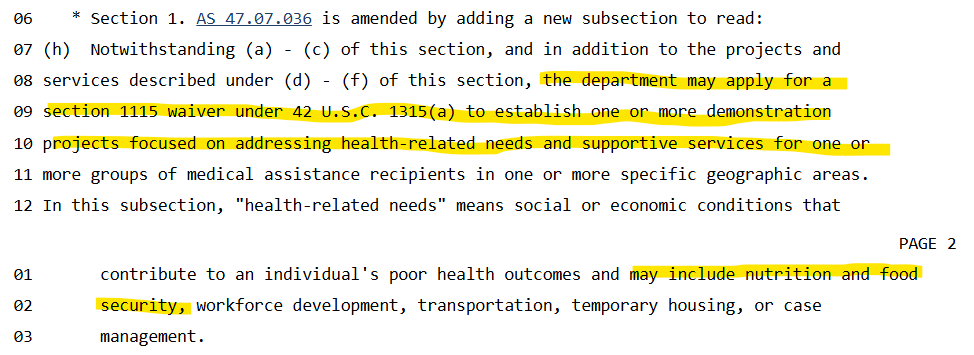 06 * Section 1. AS 47.07.036 is amended by adding a new subsection to read:
07 (h) Notwithstanding (a) - (c) of this section, and in addition to the projects and
08 services described under (d) - (f) of this section, the department may apply for a
09 section 1115 waiver under 42 U.S.C. 1315(a) to establish one or more demonstration
10 projects focused on addressing health-related needs and supportive services for one or
11 more groups of medical assistance recipients in one or more specific geographic areas.
12 In this subsection, "health-related needs" means social or economic conditions that
PAGE 2
01 contribute to an individual's poor health outcomes and may include nutrition and food
02 security, workforce development, transportation, temporary housing, or case
03 management.